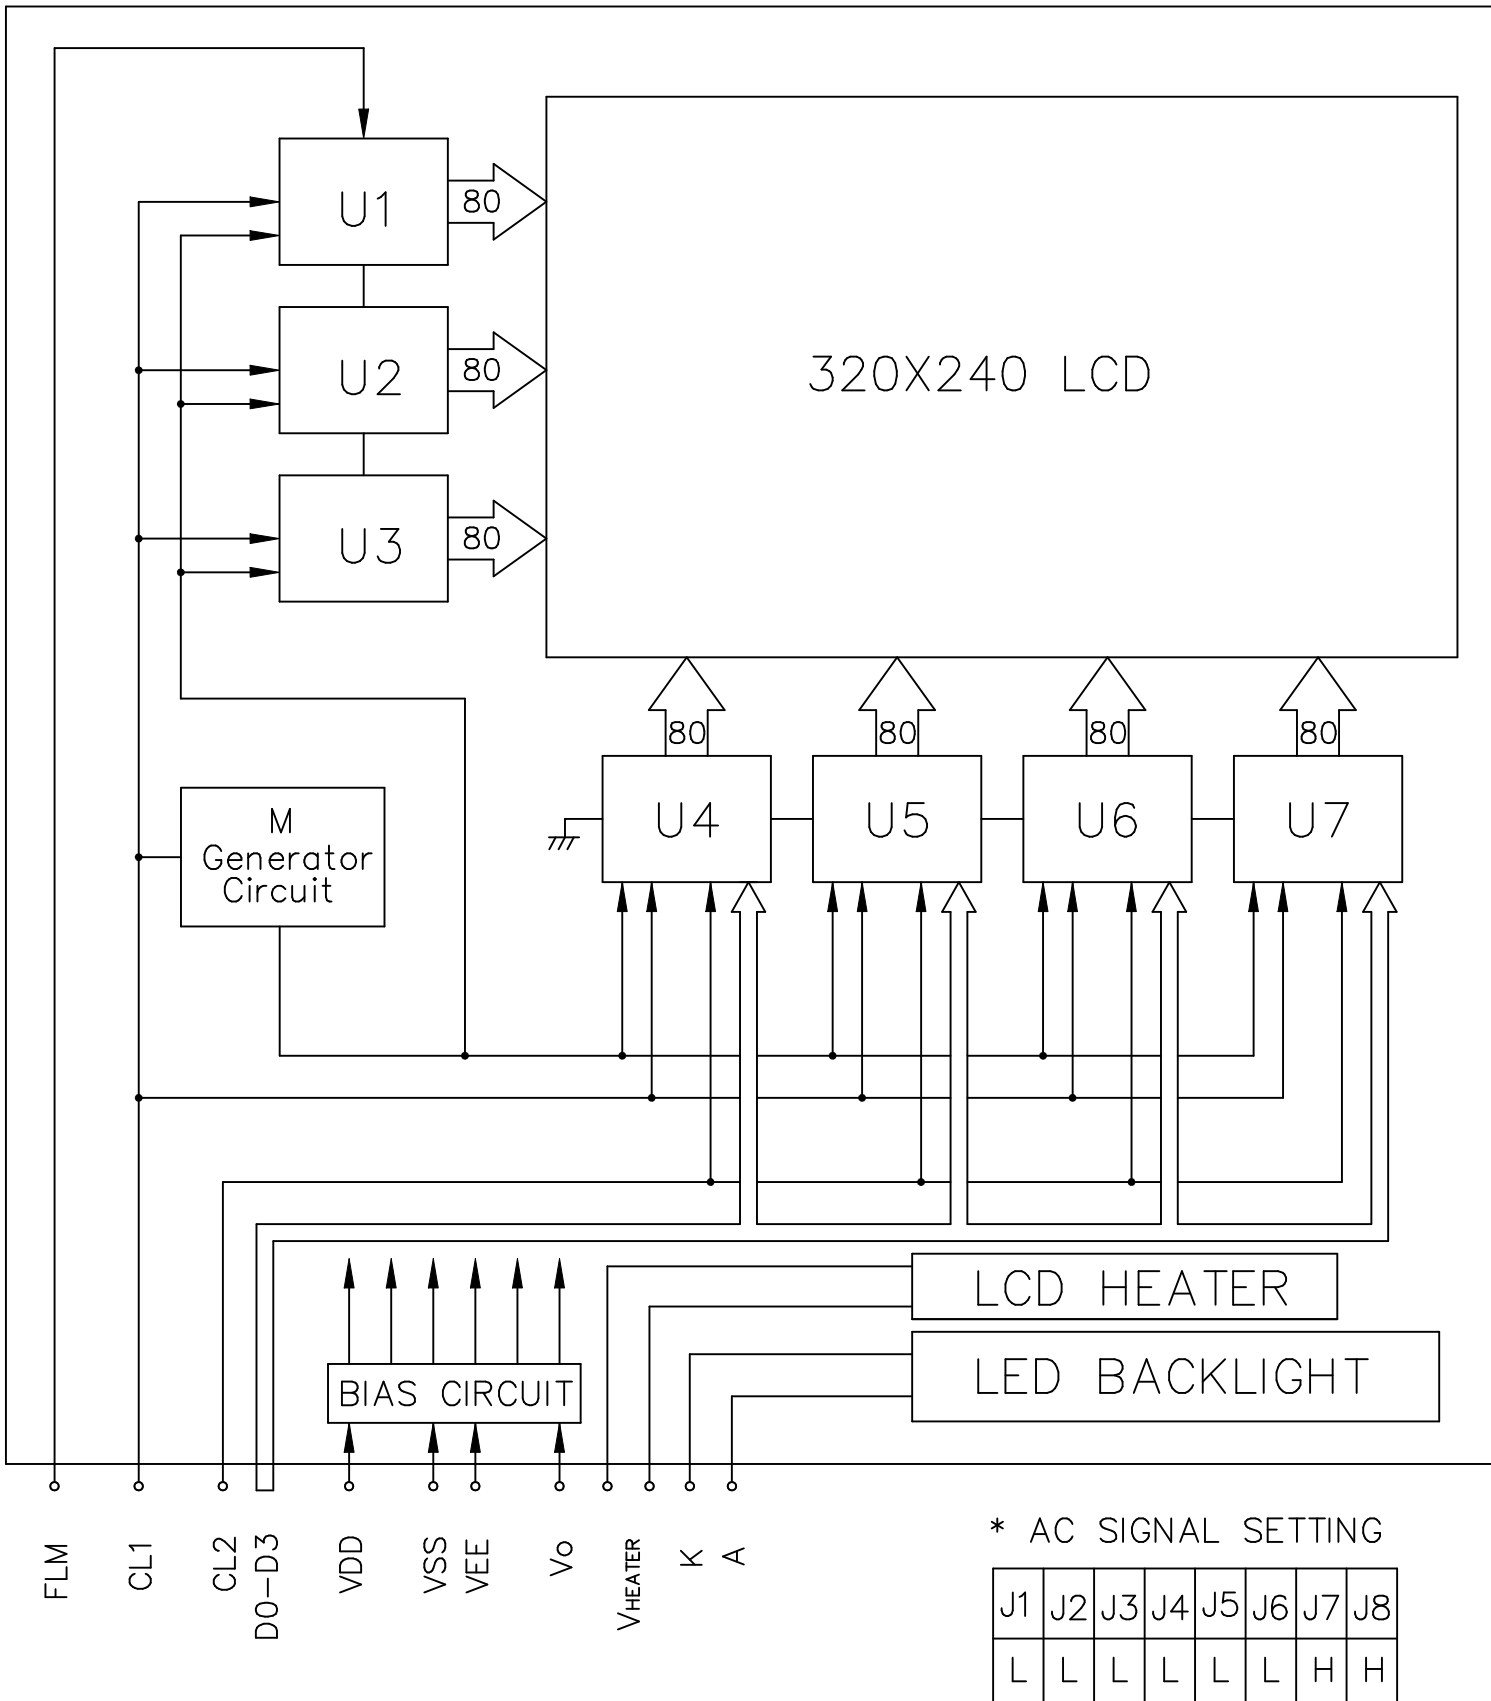 U1
80
320X240 LCD
U2
80
U3
80
80
80
80
80
M
Generator
Circuit
U4
U5
U6
U7
LCD HEATER
LED BACKLIGHT
BIAS CIRCUIT
FLM
CL1
CL2
D0-D3
VDD
VSS
VEE
Vo
VHEATER
K
A
* AC SIGNAL SETTING
J1 J2 J3 J4 J5 J6 J7 J8
L L L L L L H H